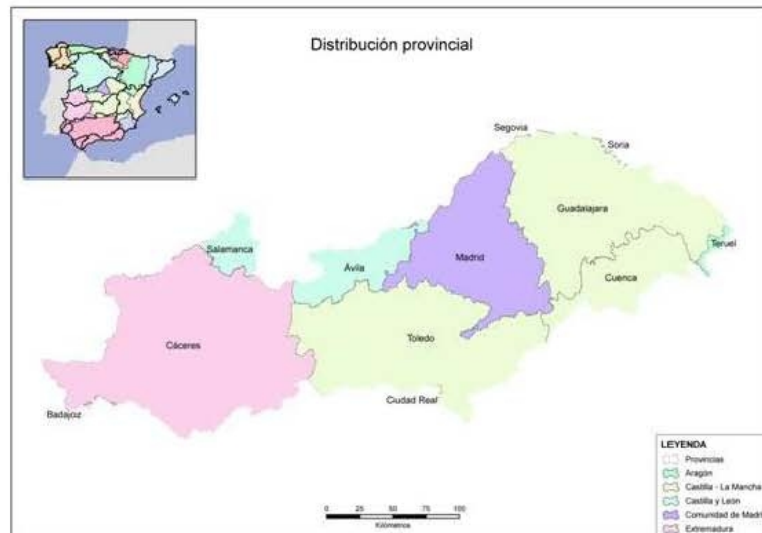 Distribución provincial
Segovia
Soria
Guadalajara
Salamanca
Teruel
Ávila
Madrid
Cuenca
Cáceres
Toledo
Badajoz
Ciudad Real
LEYENDA
Provincias
Aragón
Castilla - La Mancha
Castilla y León
Comunidad de Madri
Extremadura
0 25 50 75 100
Kilómetros